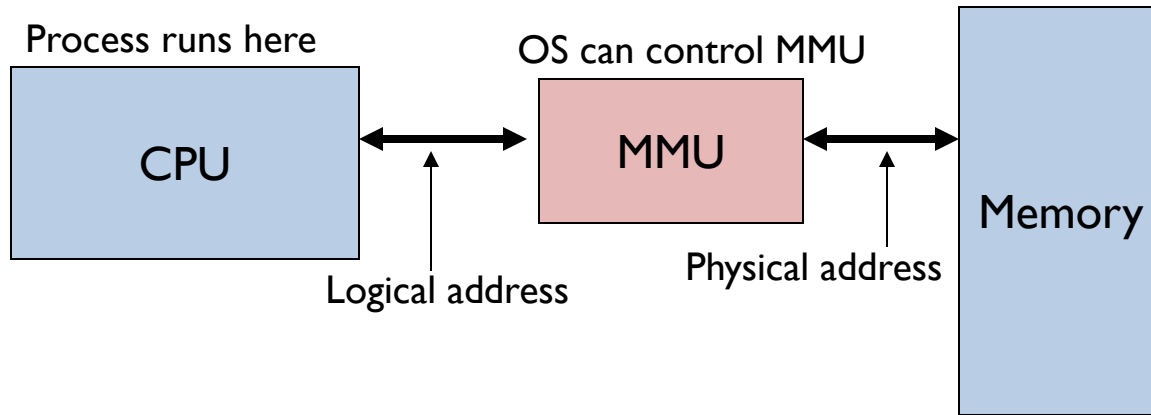 Process runs here
OS can control MMU
CPU
MMU
Memory
Logical address
Physical address